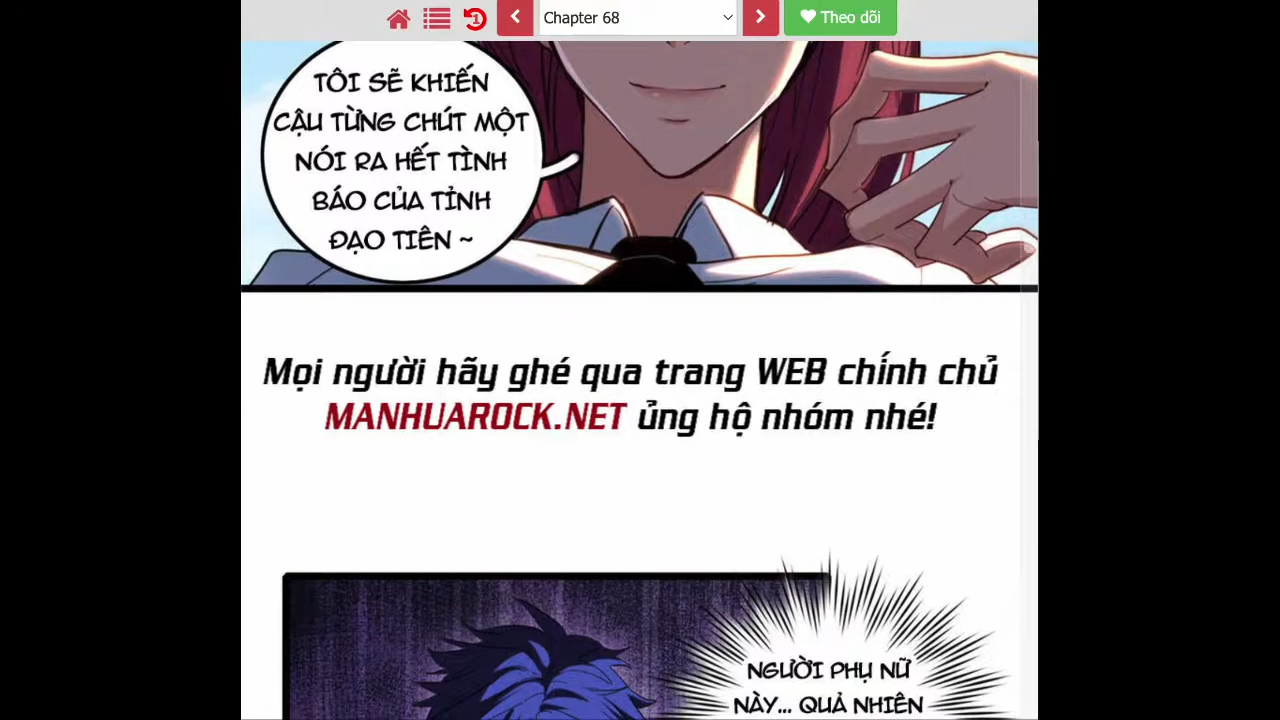 Chapter 68
Theo dõi
TÔI SẼ KHIẾN
CẬU TỪNG CHÚT MỘT
NÓI RA HẾT TÌNH
BÁO CỦA TỈNH
ĐẠO TIÊN ~
Mọi người hãy ghé qua trang WEB chính chủ
MANHUAROCK.NET ủng hộ nhóm nhé!
NGƯỜI PHỤ NỮ
NÀY... QUẢ NHIÊN